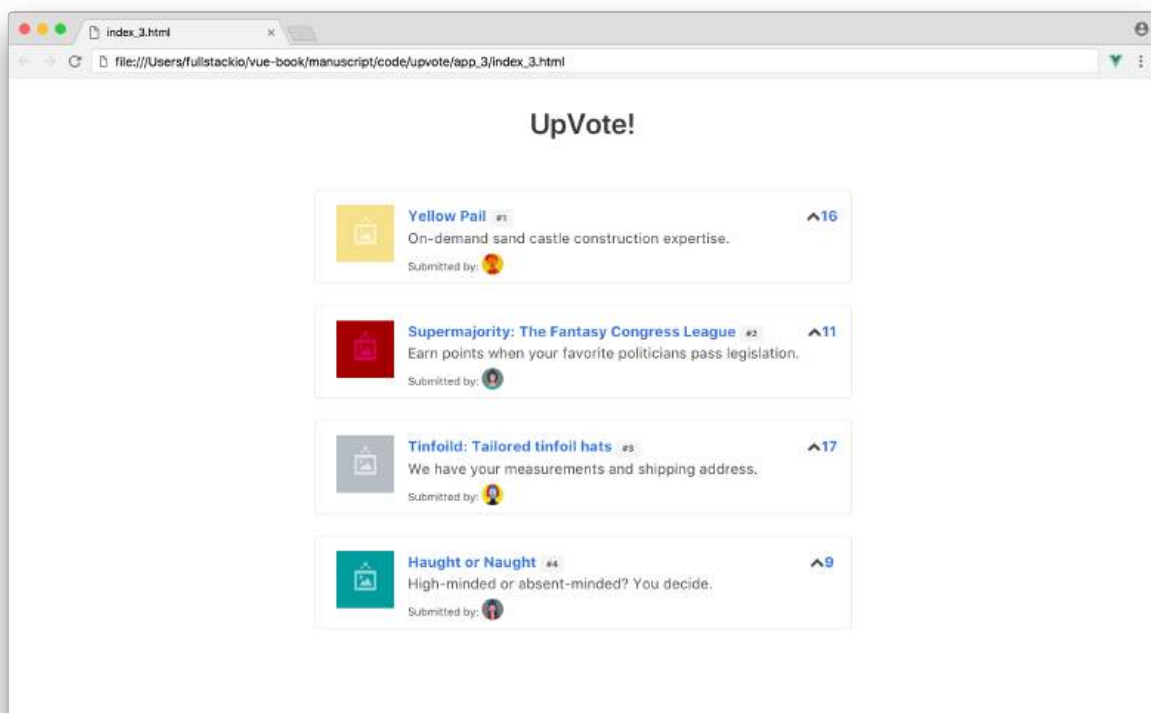 index_3.html
file:///Users/fullstackio/vue-book/manuscript/code/upvote/app_3/index_3.html
UpVote!
Yellow Pail #1 16
On-demand sand castle construction expertise.
Submitted by:
Supermajority: The Fantasy Congress League #2 11
Earn points when your favorite politicians pass legislation.
Submitted by:
Tinfoild: Tailored tinfoil hats #3 17
We have your measurements and shipping address.
Submitted by:
Haught or Naught #4 9
High-minded or absent-minded? You decide.
Submitted by: